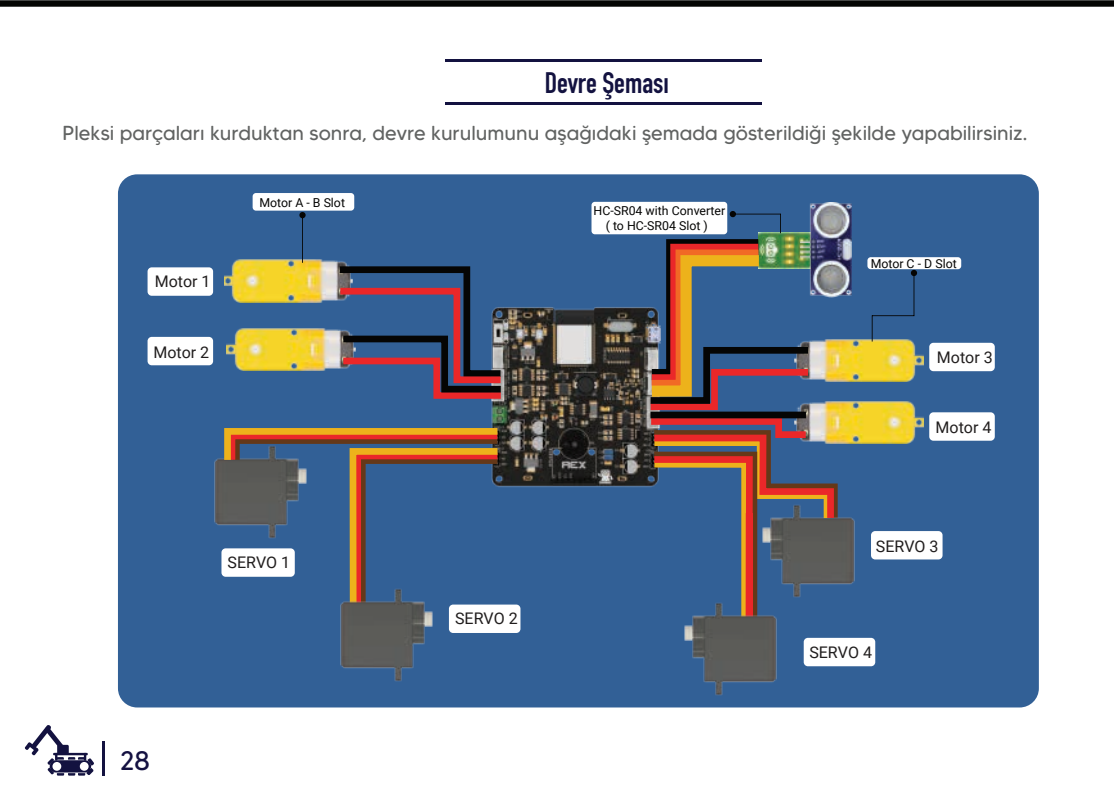 Devre Şeması
Pleksi parçaları kurduktan sonra, devre kurulumunu aşağıdaki şemada gösterildiği şekilde yapabilirsiniz.
Motor A - B Slot
HC-SR04 with Converter
( to HC-SR04 Slot )
Motor C - D Slot
Motor 1
Motor 2
Motor 3
Motor 4
REX
SERVO 1
SERVO 2
SERVO 3
SERVO 4
28